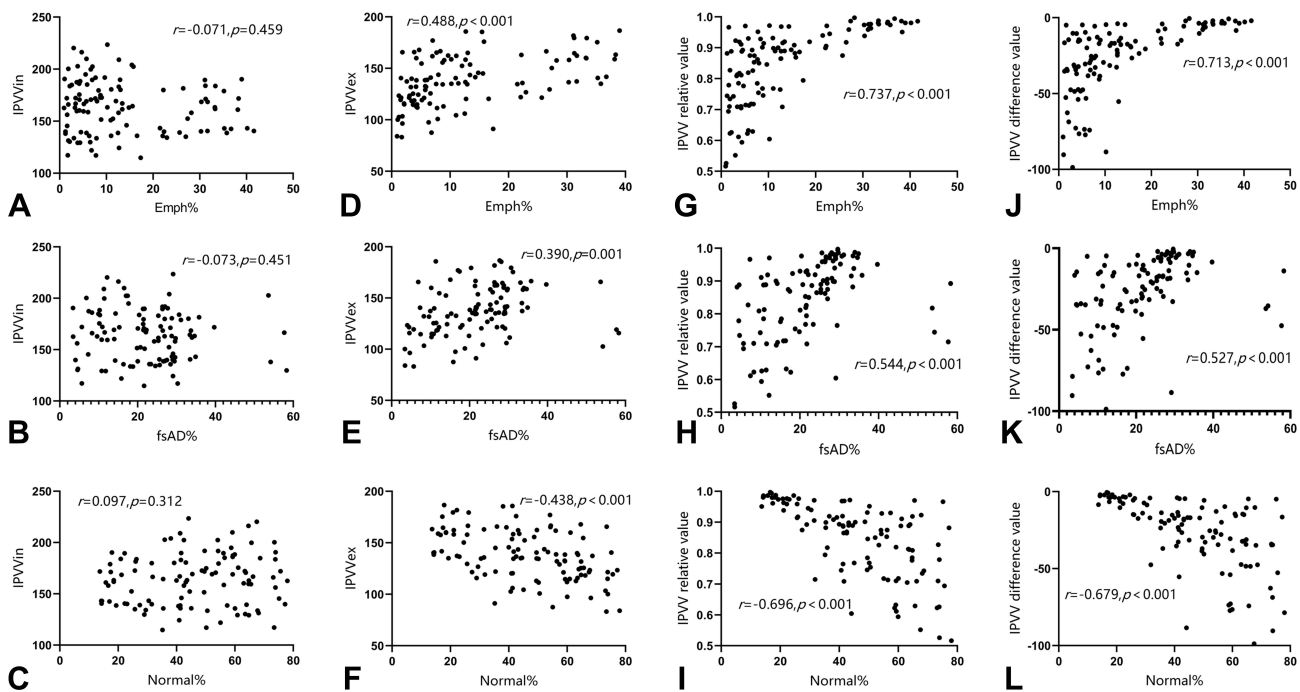 A
IPVVin
250
200
150
100
r=-0.071,p=0.459
0 10 20 30 40 50
Emph%
D
IPVVex
200
150
100
50
r=0.488,p<0.001
0 10 20 30 40
Emph%
G
IPVV relative value
1.0
0.9
0.8
0.7
0.6
0.5
r=0.737,p<0.001
0 10 20 30 40 50
Emph%
J
IPVV difference value
0
-50
-100
r=0.713,p<0.001
0 10 20 30 40 50
Emph%
B
IPVVin
250
200
150
100
r=-0.073,p=0.451
0 20 40 60
fsAD%
E
IPVVex
200
150
100
50
r=0.390,p=0.001
0 10 20 30 40 50 60
fsAD%
H
IPVV relative value
1.0
0.9
0.8
0.7
0.6
0.5
r=0.544,p<0.001
0 20 40 60
fsAD%
K
IPVV difference value
0
-50
-100
r=0.527,p<0.001
0 20 40 60
fsAD%
C
IPVVin
250
200
150
100
r=0.097,p=0.312
0 20 40 60 80
Normal%
F
IPVVex
200
150
100
50
r=-0.438,p<0.001
0 20 40 60 80
Normal%
I
IPVV relative value
1.0
0.9
0.8
0.7
0.6
0.5
r=-0.696,p<0.001
0 20 40 60 80
Normal%
L
IPVV difference value
0
-50
-100
r=-0.679,p<0.001
0 20 40 60 80
Normal%